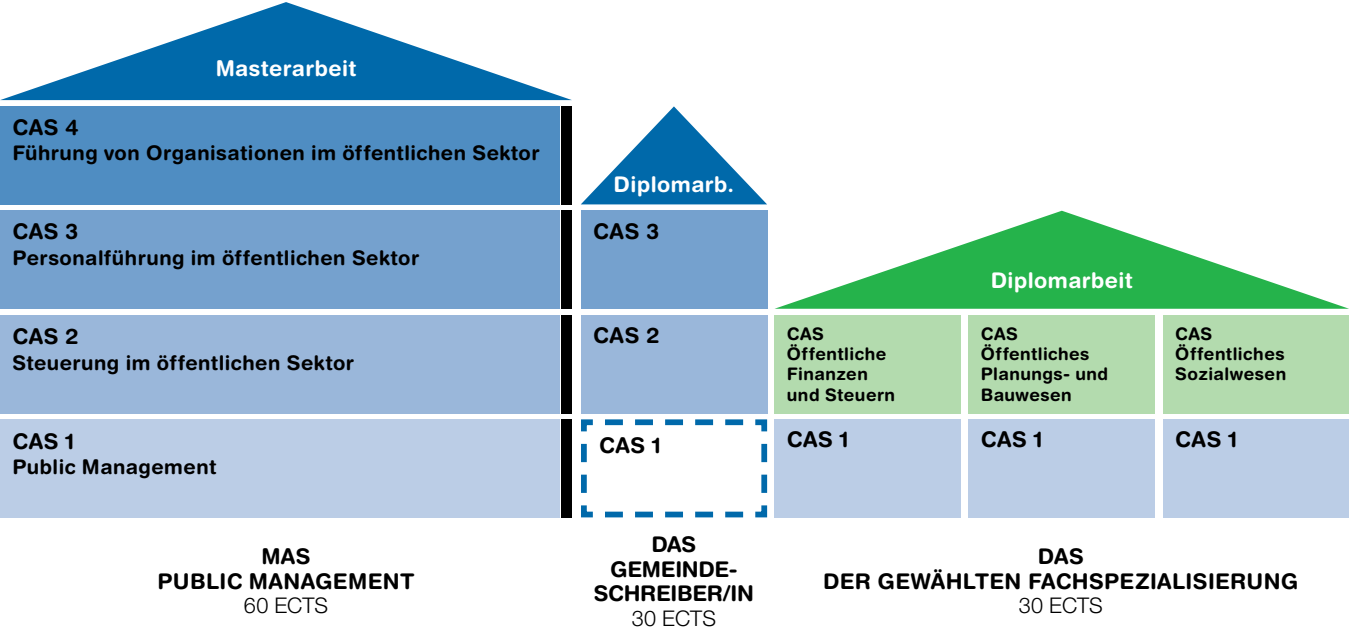 Masterarbeit
CAS 4
Führung von Organisationen im öffentlichen Sektor
CAS 3
Personalführung im öffentlichen Sektor
CAS 2
Steuerung im öffentlichen Sektor
CAS 1
Public Management
MAS
PUBLIC MANAGEMENT
60 ECTS
Diplomarb.
CAS 3
CAS 2
CAS 1
DAS
GEMEINDE-
SCHREIBER/IN
30 ECTS
Diplomarbeit
CAS
Öffentliche
Finanzen
und Steuern
CAS
Öffentliches
Planungs- und
Bauwesen
CAS
Öffentliches
Sozialwesen
CAS 1
CAS 1
CAS 1
DAS
DER GEWÄHLTEN FACHSPEZIALISIERUNG
30 ECTS